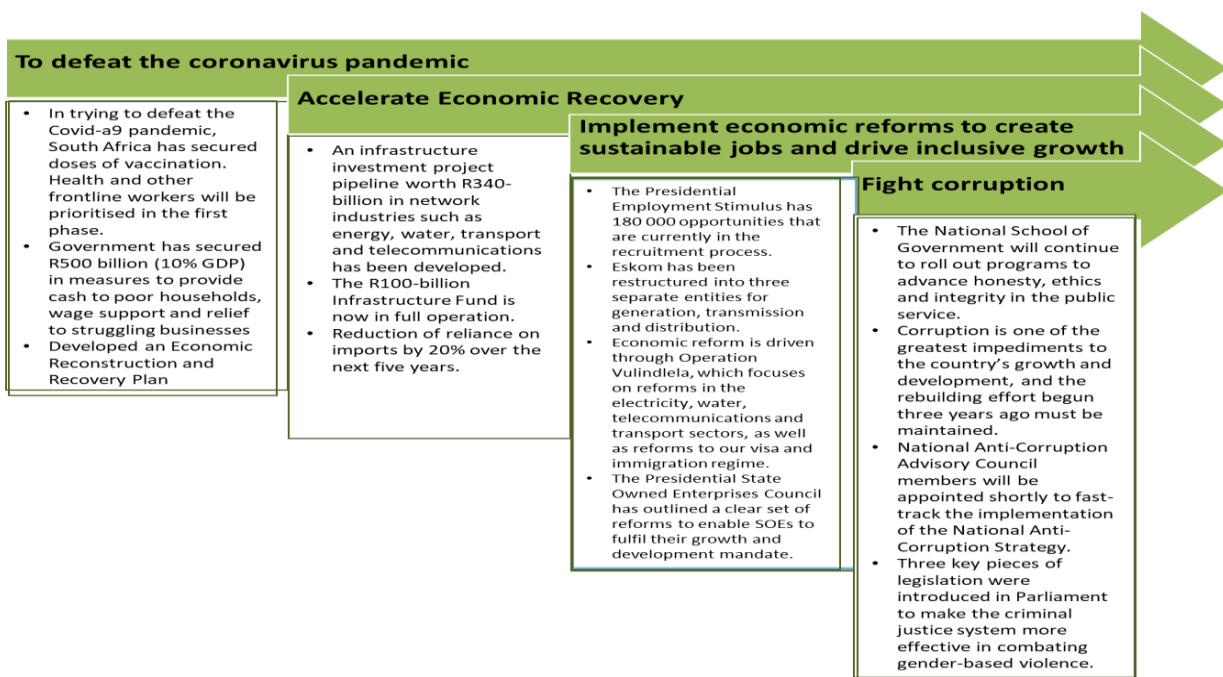 To defeat the coronavirus pandemic
• In trying to defeat the
Covid-a9 pandemic,
South Africa has secured
doses of vaccination.
Health and other
frontline workers will be
prioritised in the first
phase.
• Government has secured
R500 billion (10% GDP)
in measures to provide
cash to poor households,
wage support and relief
to struggling businesses
• Developed an Economic
Reconstruction and
Recovery Plan
Accelerate Economic Recovery
• An infrastructure
investment project
pipeline worth R340-
billion in network
industries such as
energy, water, transport
and telecommunications
has been developed.
• The R100-billion
Infrastructure Fund is
now in full operation.
• Reduction of reliance on
imports by 20% over the
next five years.
Implement economic reforms to create
sustainable jobs and drive inclusive growth
• The Presidential
Employment Stimulus has
180 000 opportunities that
are currently in the
recruitment process.
• Eskom has been
restructured into three
separate entities for
generation, transmission
and distribution.
• Economic reform is driven
through Operation
Vulindlela, which focuses
on reforms in the
electricity, water,
telecommunications and
transport sectors, as well
as reforms to our visa and
immigration regime.
• The Presidential State
Owned Enterprises Council
has outlined a clear set of
reforms to enable SOEs to
fulfil their growth and
development mandate.
Fight corruption
• The National School of
Government will continue
to roll out programs to
advance honesty, ethics
and integrity in the public
service.
• Corruption is one of the
greatest impediments to
the country’s growth and
development, and the
rebuilding effort begun
three years ago must be
maintained.
• National Anti-Corruption
Advisory Council
members will be
appointed shortly to fast-
track the implementation
of the National Anti-
Corruption Strategy.
• Three key pieces of
legislation were
introduced in Parliament
to make the criminal
justice system more
effective in combating
gender-based violence.